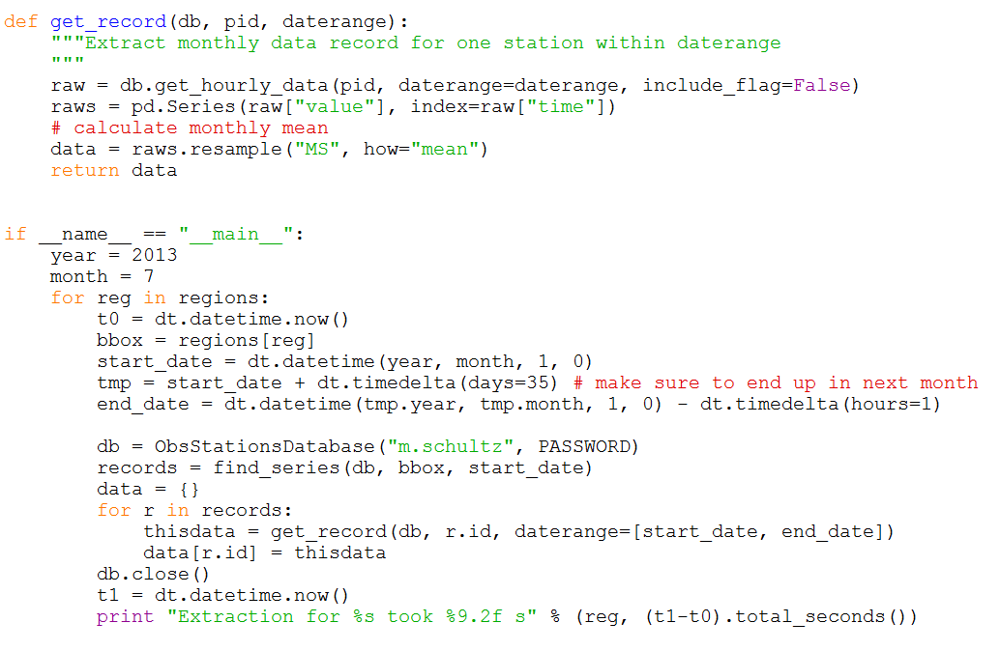 def get_record(db, pid, daterange):
    """Extract monthly data record for one station within daterange
    """
    raw = db.get_hourly_data(pid, daterange=daterange, include_flag=False)
    raws = pd.Series(raw["value"], index=raw["time"])
    # calculate monthly mean
    data = raws.resample("MS", how="mean")
    return data
if __name__ == "__main__":
    year = 2013
    month = 7
    for reg in regions:
        t0 = dt.datetime.now()
        bbox = regions[reg]
        start_date = dt.datetime(year, month, 1, 0)
        tmp = start_date + dt.timedelta(days=35) # make sure to end up in next month
        end_date = dt.datetime(tmp.year, tmp.month, 1, 0) - dt.timedelta(hours=1)
        db = ObsStationsDatabase("m.schultz", PASSWORD)
        records = find_series(db, bbox, start_date)
        data = {}
        for r in records:
            thisdata = get_record(db, r.id, daterange=[start_date, end_date])
            data[r.id] = thisdata
        db.close()
        t1 = dt.datetime.now()
        print "Extraction for %s took %9.2f s" % (reg, (t1-t0).total_seconds())